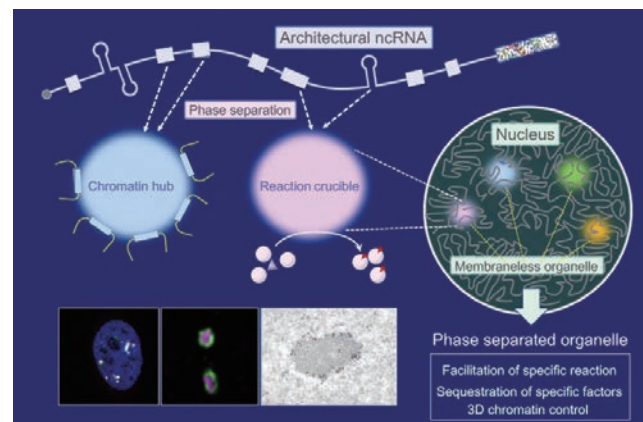 Architectural ncRNA
Phase separation
Nucleus
Chromatin hub
Reaction crucible
Membraneless organelle
Phase separated organelle
Facilitation of specific reaction
Sequestration of specific factors
3D chromatin control